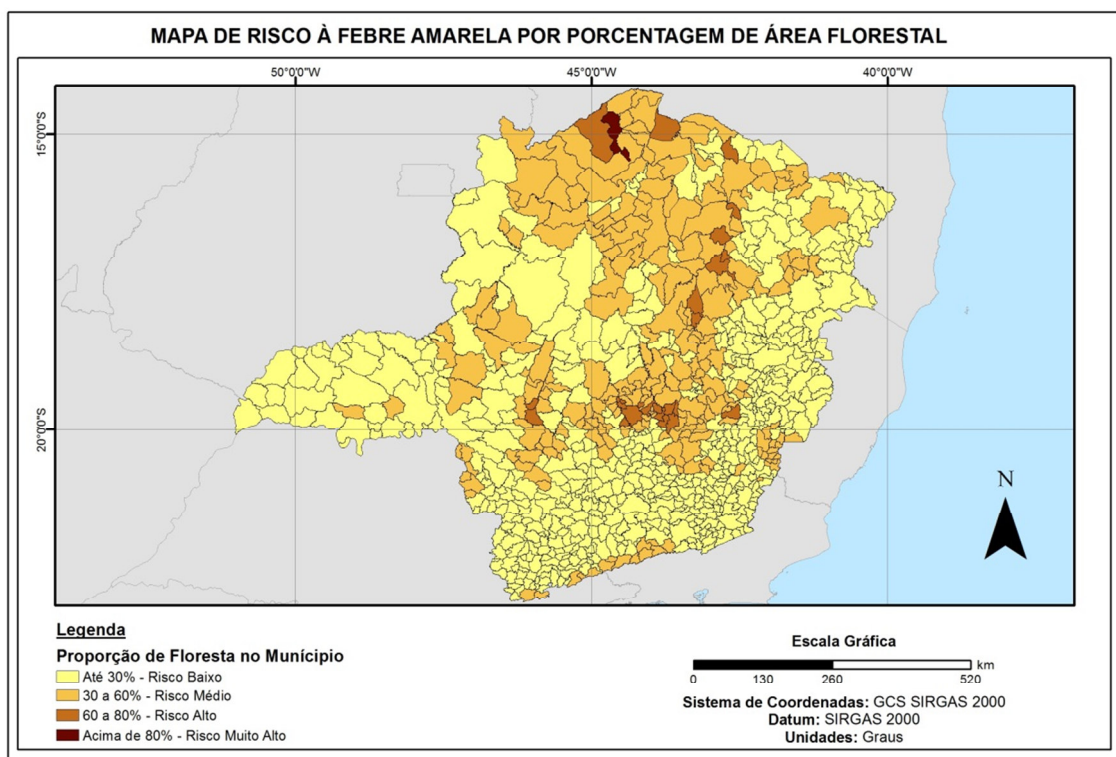 MAPA DE RISCO À FEBRE AMARELA POR PORCENTAGEM DE ÁREA FLORESTAL
50°0'0"W 45°0'0"W 40°0'0"W
15°0'0"S
20°0'0"S
N
Legenda
Proporção de Floresta no Munícipio
Até 30% - Risco Baixo
30 a 60% - Risco Médio
60 a 80% - Risco Alto
Acima de 80% - Risco Muito Alto
Escala Gráfica
km
0 130 260 520
Sistema de Coordenadas: GCS SIRGAS 2000
Datum: SIRGAS 2000
Unidades: Graus